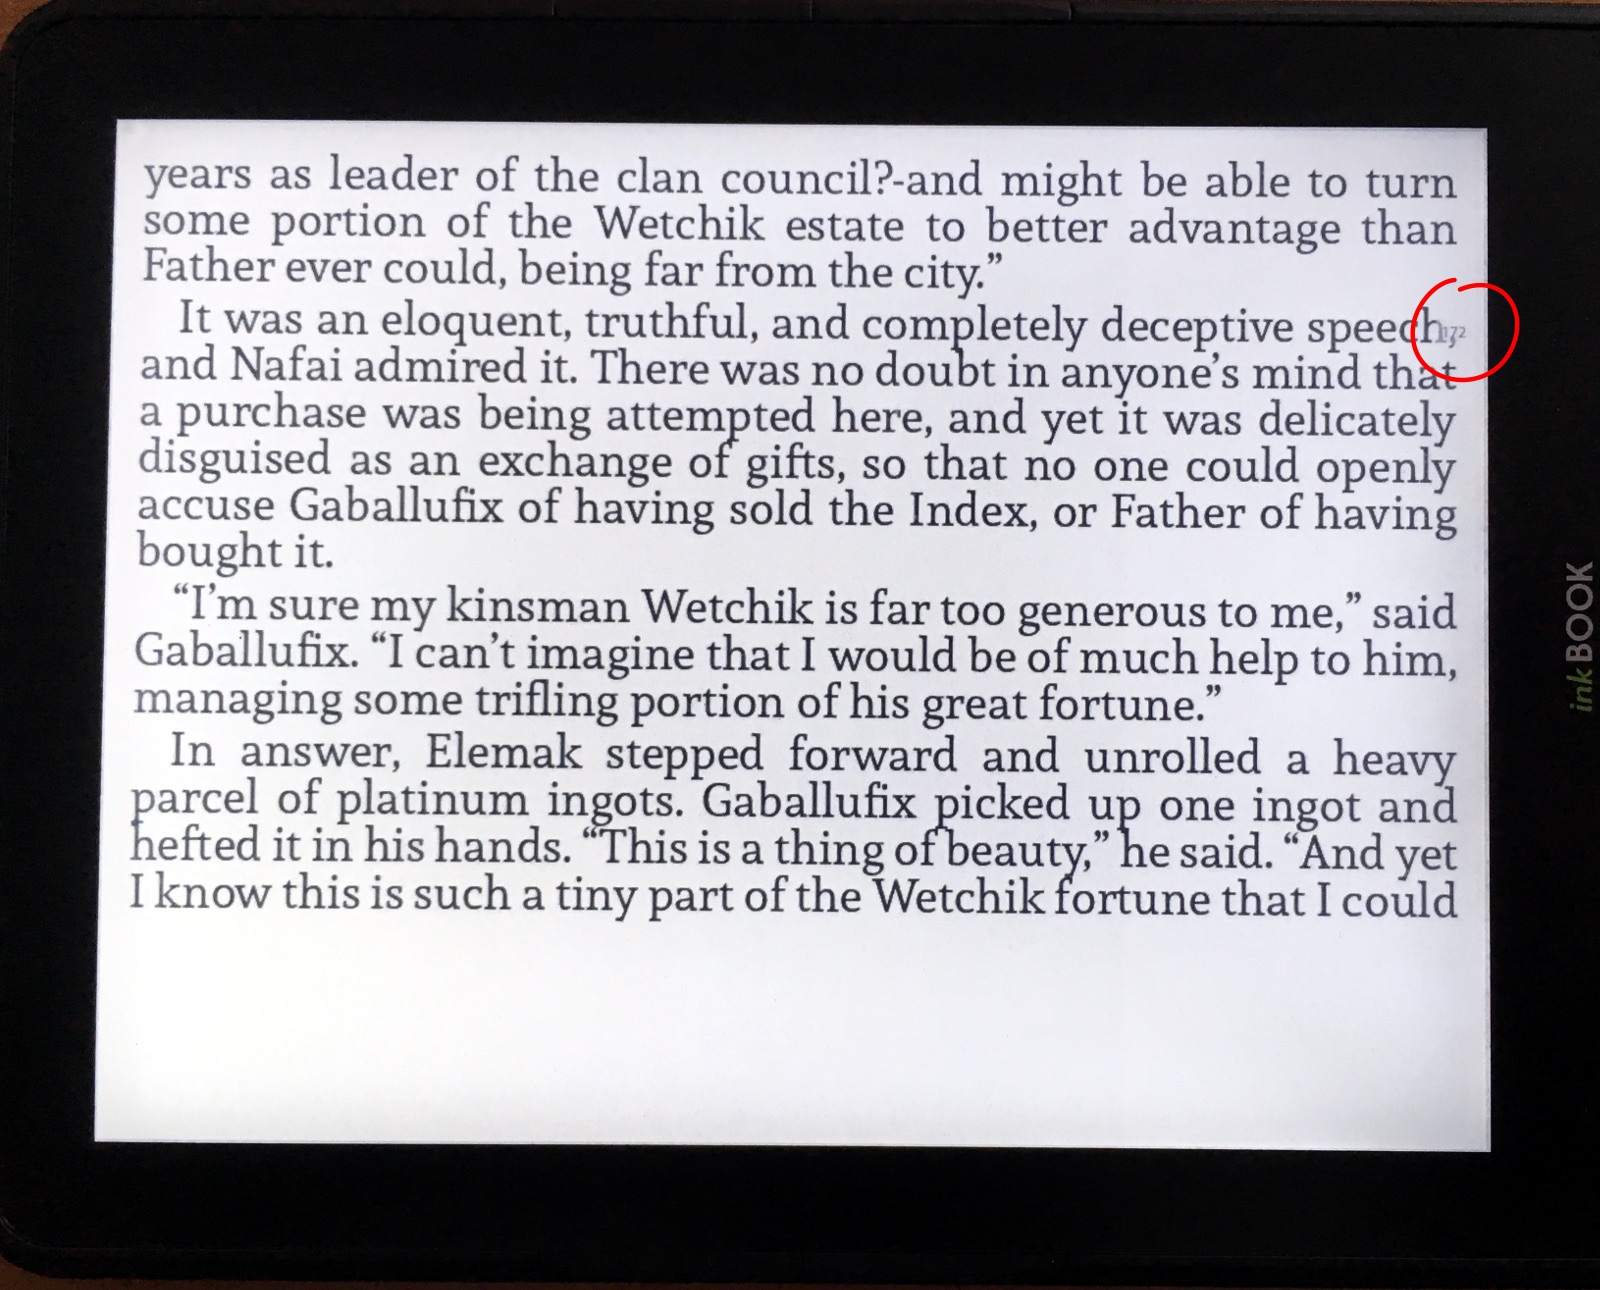 years as leader of the clan council?-and might be able to turn
some portion of the Wetchik estate to better advantage than
Father ever could, being far from the city.”
It was an eloquent, truthful, and completely deceptive speech, 172
and Nafai admired it. There was no doubt in anyone’s mind that
a purchase was being attempted here, and yet it was delicately
disguised as an exchange of gifts, so that no one could openly
accuse Gaballufix of having sold the Index, or Father of having
bought it.
“I’m sure my kinsman Wetchik is far too generous to me,” said
Gaballufix. “I can’t imagine that I would be of much help to him,
managing some trifling portion of his great fortune.”
In answer, Elemak stepped forward and unrolled a heavy
parcel of platinum ingots. Gaballufix picked up one ingot and
hefted it in his hands. “This is a thing of beauty,” he said. “And yet
I know this is such a tiny part of the Wetchik fortune that I could
inkBOOK